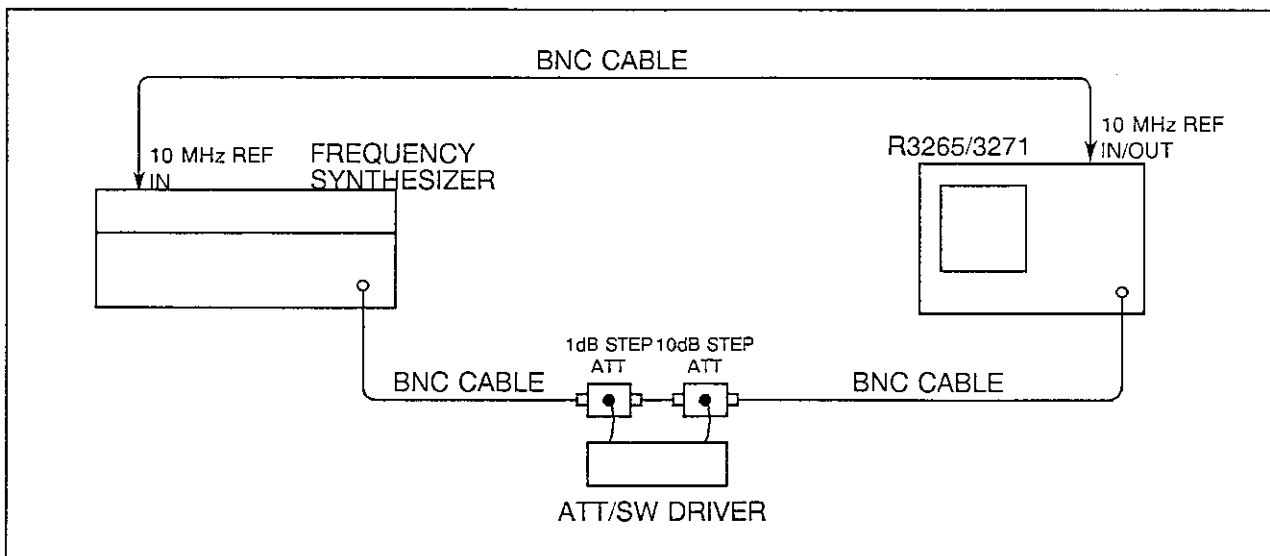 BNC CABLE
10 MHz REF
IN
FREQUENCY
SYNTHESIZER
R3265/3271
10 MHz REF
IN/OUT
1dB STEP
ATT
10dB STEP
ATT
BNC CABLE
BNC CABLE
ATT/SW DRIVER